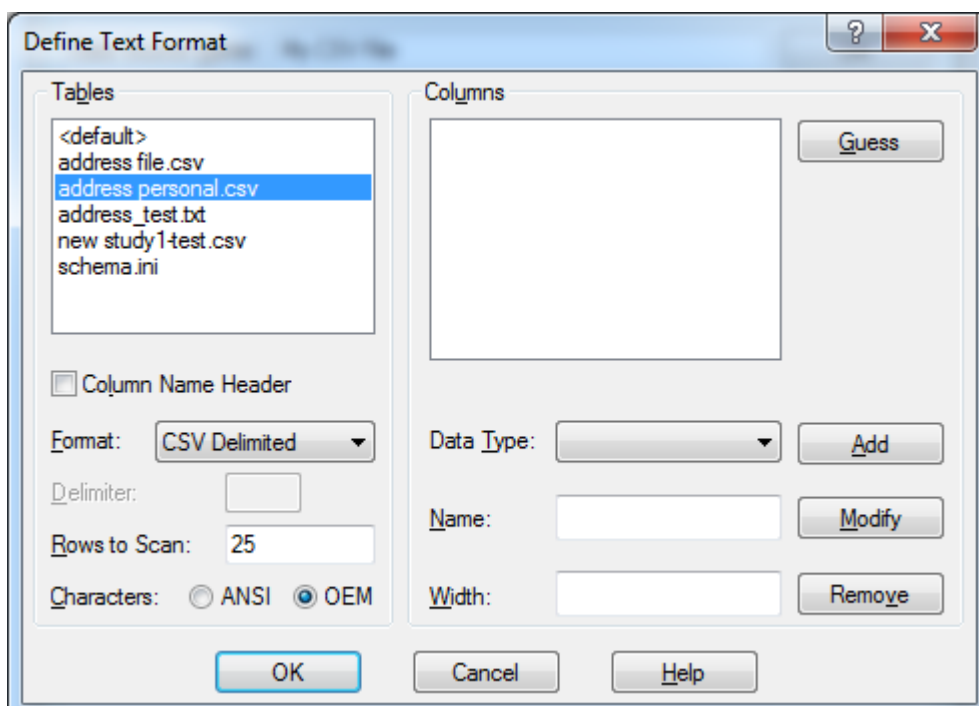 Define Text Format
Tables
<default>
address file.csv
address personal.csv
address_test.txt
new study1-test.csv
schema.ini
Column Name Header
Format: CSV Delimited
Delimiter:
Rows to Scan: 25
Characters: ANSI OEM
Columns
Guess
Data Type: Add
Name: Modify
Width: Remove
OK Cancel Help